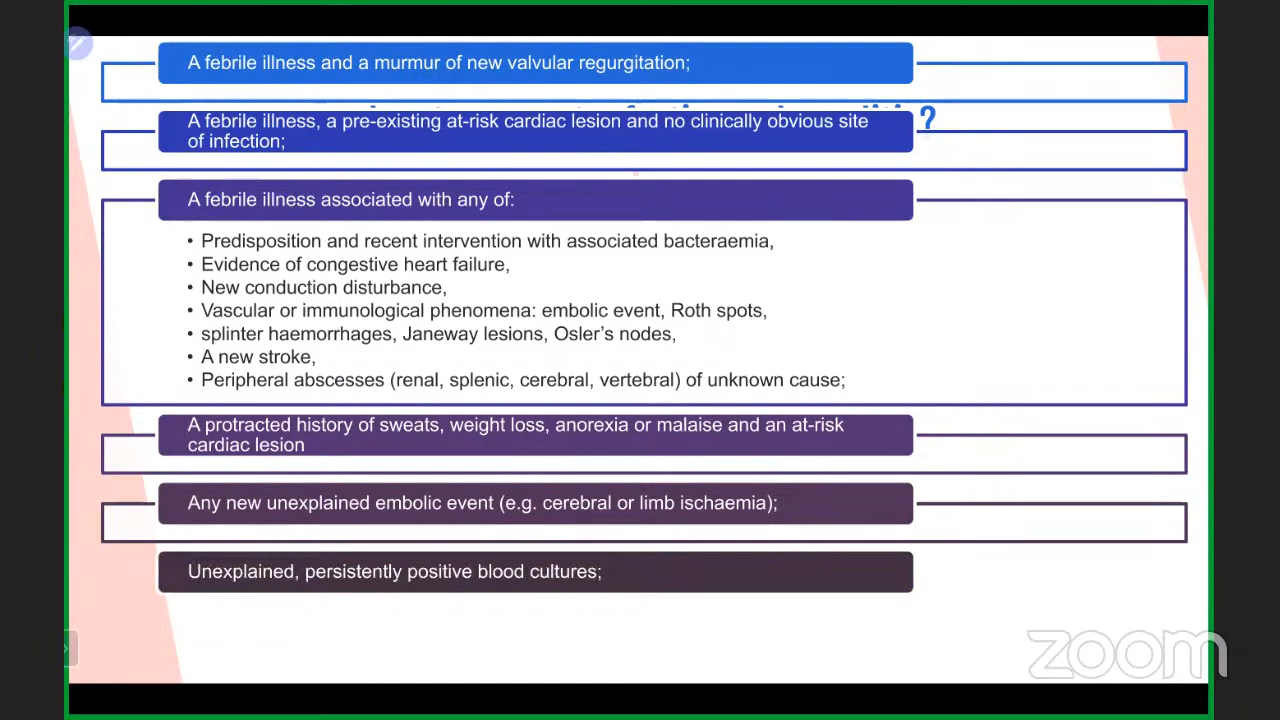 A febrile illness and a murmur of new valvular regurgitation;
?
A febrile illness, a pre-existing at-risk cardiac lesion and no clinically obvious site
of infection;
A febrile illness associated with any of:
• Predisposition and recent intervention with associated bacteraemia,
• Evidence of congestive heart failure,
• New conduction disturbance,
• Vascular or immunological phenomena: embolic event, Roth spots,
• splinter haemorrhages, Janeway lesions, Osler’s nodes,
• A new stroke,
• Peripheral abscesses (renal, splenic, cerebral, vertebral) of unknown cause;
A protracted history of sweats, weight loss, anorexia or malaise and an at-risk
cardiac lesion
Any new unexplained embolic event (e.g. cerebral or limb ischaemia);
Unexplained, persistently positive blood cultures;
zoom